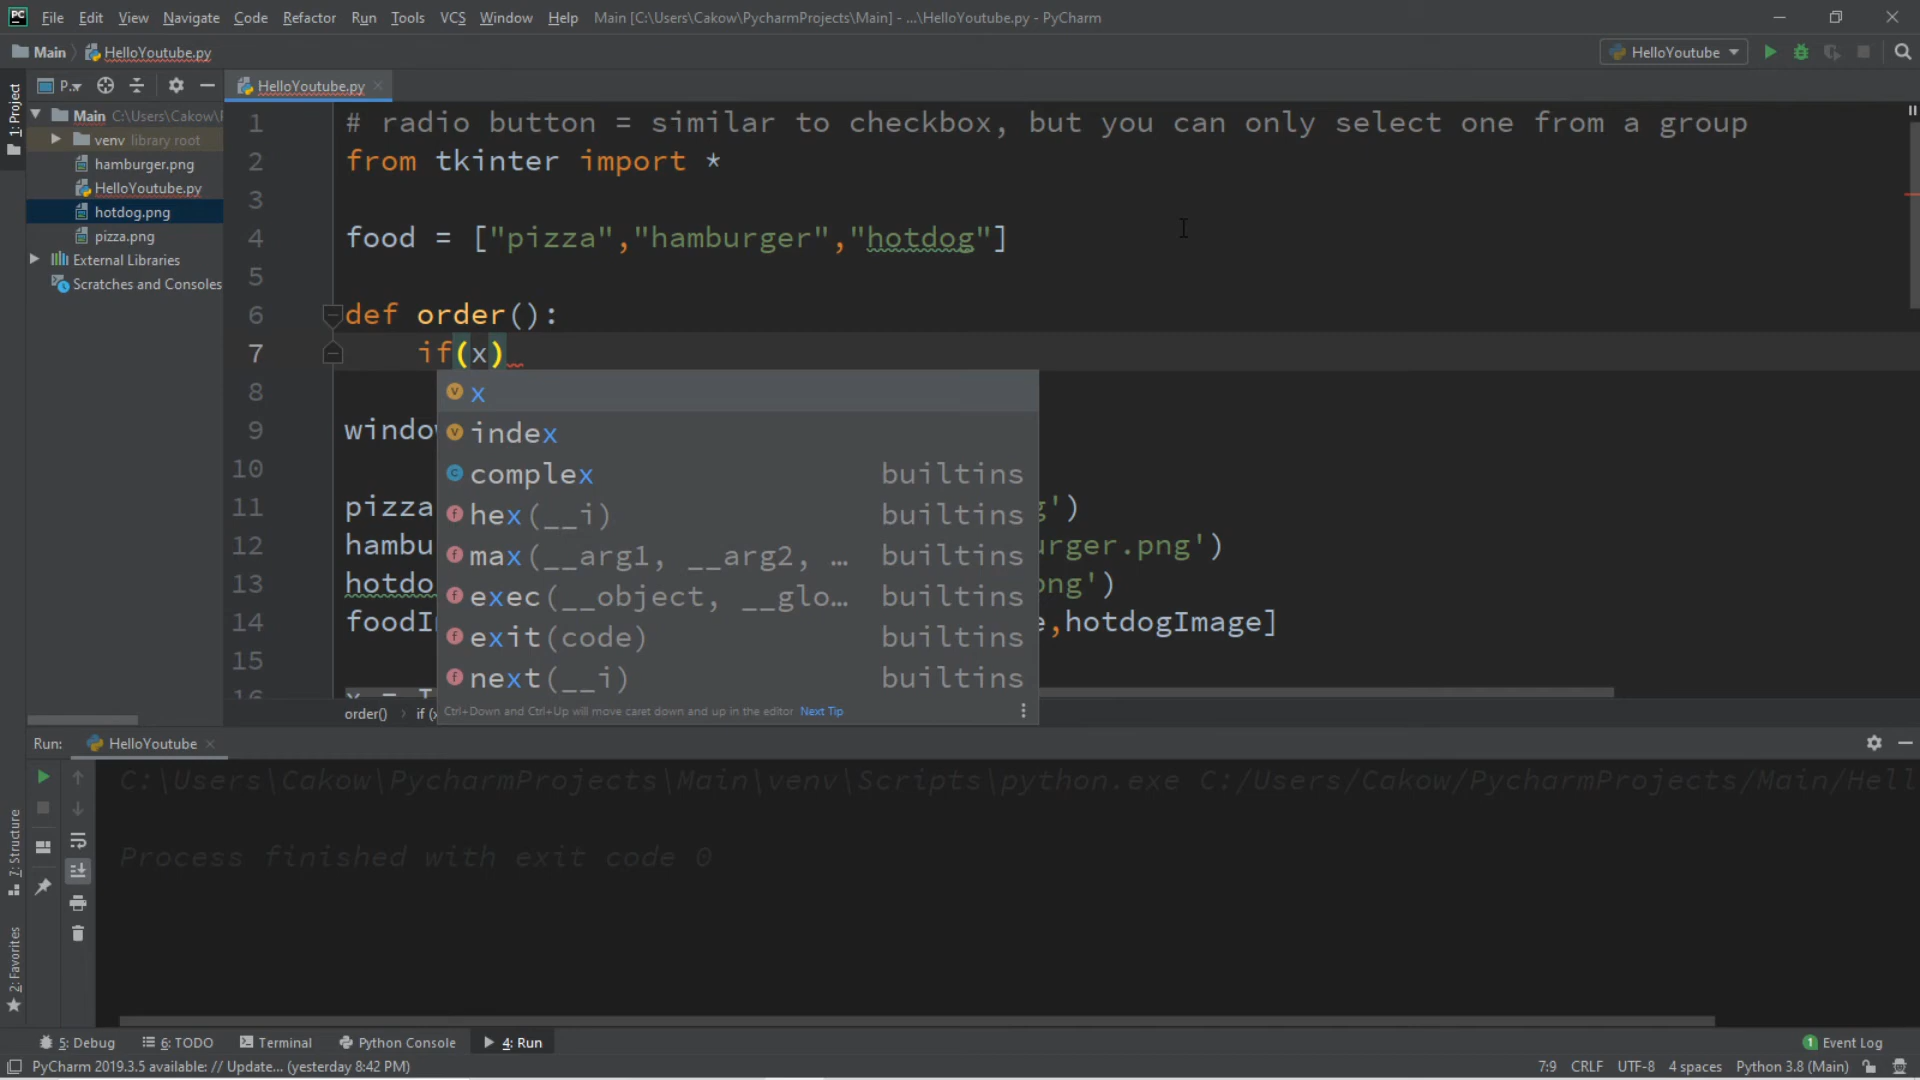 PC File Edit View Navigate Code Refactor Run Tools VCS Window Help Main [C:\Users\Cakow\PycharmProjects\Main] - ...\HelloYoutube.py - PyCharm
Main HelloYoutube.py HelloYoutube
P.. HelloYoutube.py
1: Project
Main C:\Users\Cakow\
venv library root
hamburger.png
HelloYoutube.py
hotdog.png
pizza.png
External Libraries
Scratches and Consoles
1 # radio button = similar to checkbox, but you can only select one from a group
2 from tkinter import *
3
4 food = ["pizza","hamburger","hotdog"]
5
6 def order():
7 if(x)
8
9 window
10
11 pizza g')
12 hambu urger.png')
13 hotdo ong')
14 foodI e,hotdogImage]
15
16 x = T
x
index
complex builtins
hex(__i) builtins
max(__arg1, __arg2, … builtins
exec(__object, __glo… builtins
exit(code) builtins
next(__i) builtins
Ctrl+Down and Ctrl+Up will move caret down and up in the editor Next Tip
order() if (x
Run: HelloYoutube
C:\Users\Cakow\PycharmProjects\Main\venv\Scripts\python.exe C:/Users/Cakow/PycharmProjects/Main/Hell
Process finished with exit code 0
7: Structure
2: Favorites
5: Debug 6: TODO Terminal Python Console 4: Run 1 Event Log
PyCharm 2019.3.5 available: // Update... (yesterday 8:42 PM) 7:9 CRLF UTF-8 4 spaces Python 3.8 (Main)